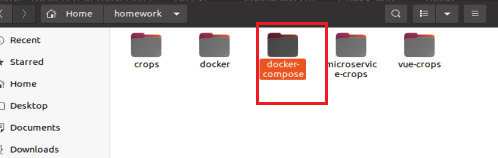 Home
homework
Recent
Starred
Home
Desktop
Documents
Downloads
crops
docker
docker-
compose
microservic
e-crops
vue-crops